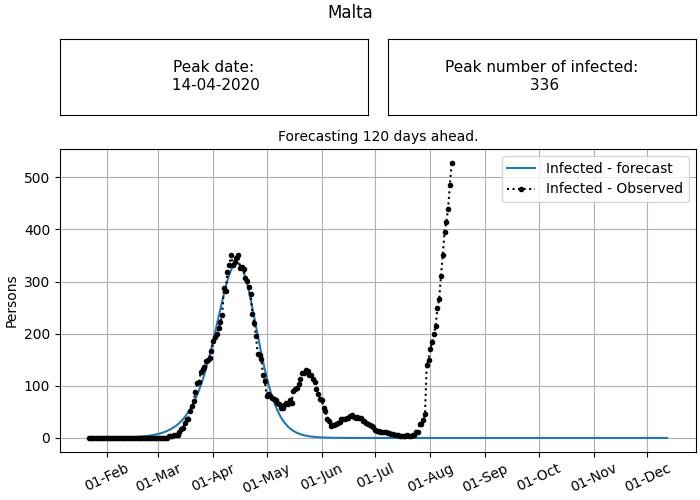 Malta
Peak date:
14-04-2020
Peak number of infected:
336
Forecasting 120 days ahead.
Infected - forecast
Infected - Observed
Persons
500
400
300
200
100
0
01-Feb
01-Mar
01-Apr
01-May
01-Jun
01-Jul
01-Aug
01-Sep
01-Oct
01-Nov
01-Dec